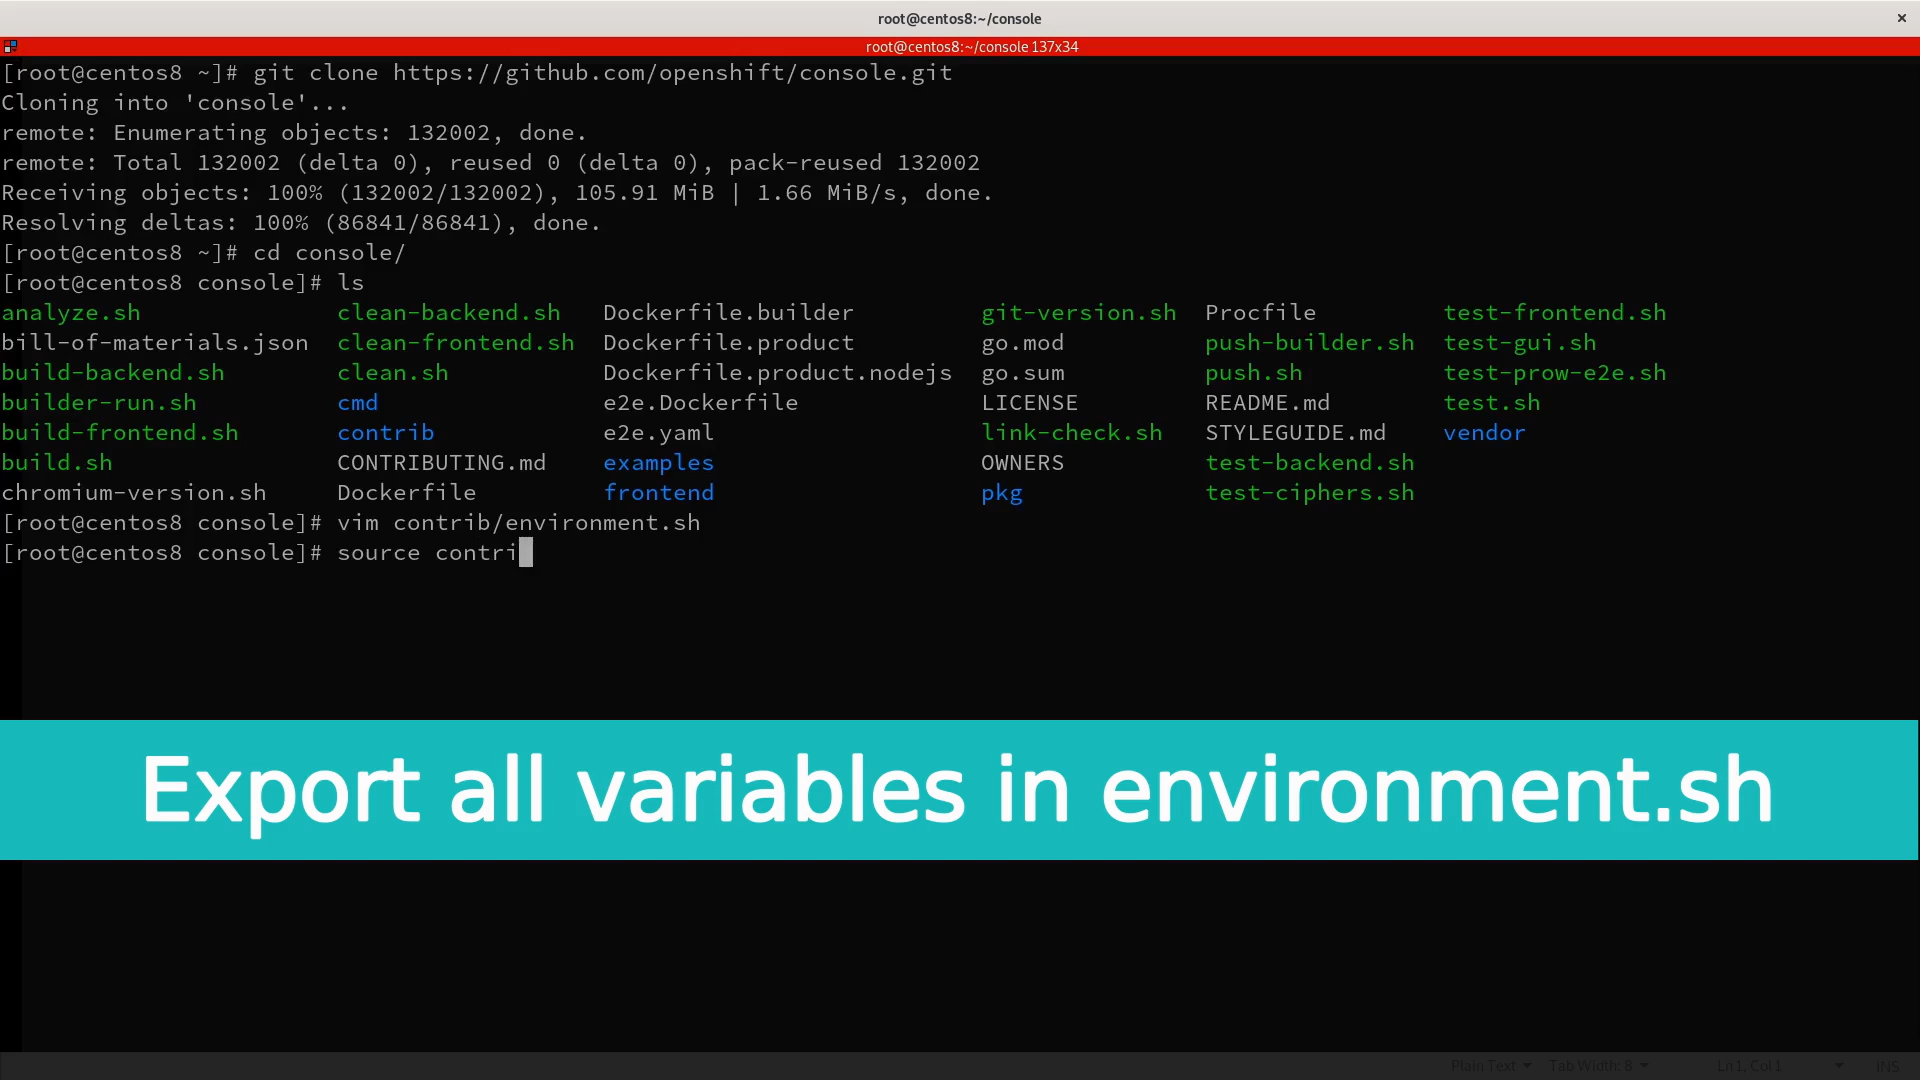 root@centos8:~/console
root@centos8:~/console 137x34
[root@centos8 ~]# git clone https://github.com/openshift/console.git
Cloning into 'console'...
remote: Enumerating objects: 132002, done.
remote: Total 132002 (delta 0), reused 0 (delta 0), pack-reused 132002
Receiving objects: 100% (132002/132002), 105.91 MiB | 1.66 MiB/s, done.
Resolving deltas: 100% (86841/86841), done.
[root@centos8 ~]# cd console/
[root@centos8 console]# ls
analyze.sh clean-backend.sh Dockerfile.builder git-version.sh Procfile test-frontend.sh
bill-of-materials.json clean-frontend.sh Dockerfile.product go.mod push-builder.sh test-gui.sh
build-backend.sh clean.sh Dockerfile.product.nodejs go.sum push.sh test-prow-e2e.sh
builder-run.sh cmd e2e.Dockerfile LICENSE README.md test.sh
build-frontend.sh contrib e2e.yaml link-check.sh STYLEGUIDE.md vendor
build.sh CONTRIBUTING.md examples OWNERS test-backend.sh
chromium-version.sh Dockerfile frontend pkg test-ciphers.sh
[root@centos8 console]# vim contrib/environment.sh
[root@centos8 console]# source contri
Export all variables in environment.sh
Plain Text Tab Width: 8 Ln 1, Col 1 INS